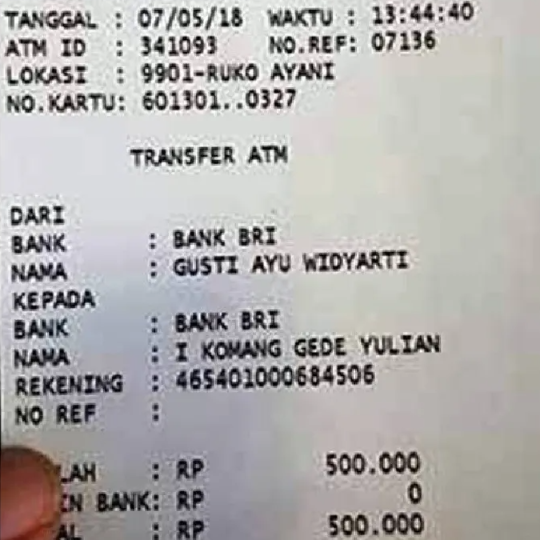 TANGGAL : 07/05/18 WAKTU : 13:44:40
ATM ID : 341093 NO.REF: 07136
LOKASI : 9901-RUKO AYANI
NO.KARTU: 601301..0327
TRANSFER ATM
DARI
BANK : BANK BRI
NAMA : GUSTI AYU WIDYARTI
KEPADA
BANK : BANK BRI
NAMA : I KOMANG GEDE YULIAN
REKENING : 465401000684506
NO REF :
LAH : RP 500.000
N BANK: RP 0
AL : RP 500.000